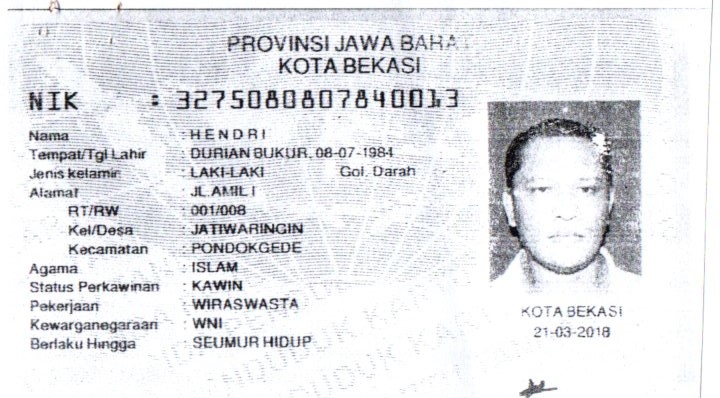 PROVINSI JAWA BARA
KOTA BEKASI
NIK : 3275080807840013
Nama : HENDRI
Tempat/Tgl Lahir : DURIAN BUKUR, 08-07-1984
Jenis kelamin : LAKI-LAKI Gol. Darah
Alamat : JL.AMIL I
RT/RW : 001/008
Kel/Desa : JATIWARINGIN
Kecamatan : PONDOKGEDE
Agama : ISLAM
Status Perkawinan : KAWIN
Pekerjaan : WIRASWASTA
Kewarganegaraan : WNI
Berlaku Hingga : SEUMUR HIDUP
KOTA BEKASI
21-03-2018